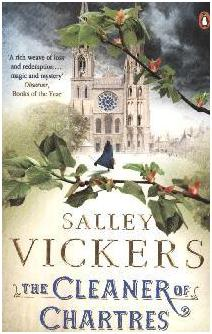 'A rich weave of loss
and redemption...
magic and mystery'
Observer,
Books of the Year
SALLEY
VICKERS
THE CLEANER OF
CHARTRES